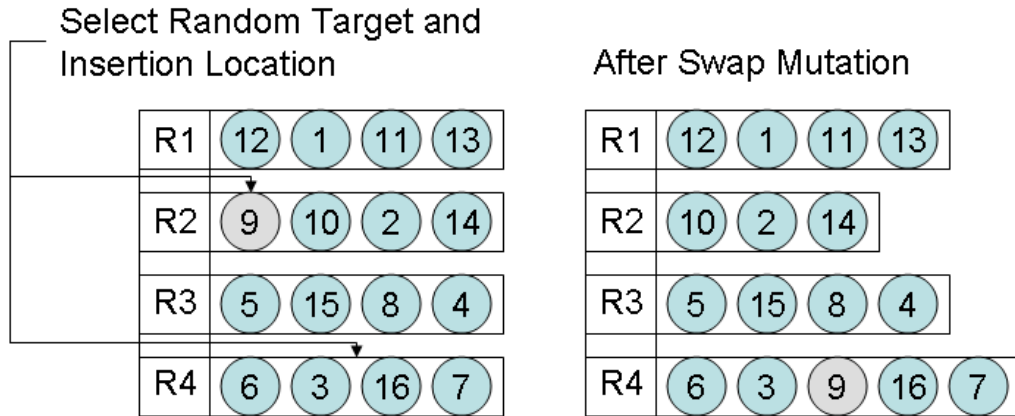 Select Random Target and
Insertion Location
R1 12 1 11 13
R2 9 10 2 14
R3 5 15 8 4
R4 6 3 16 7
After Swap Mutation
R1 12 1 11 13
R2 10 2 14
R3 5 15 8 4
R4 6 3 9 16 7